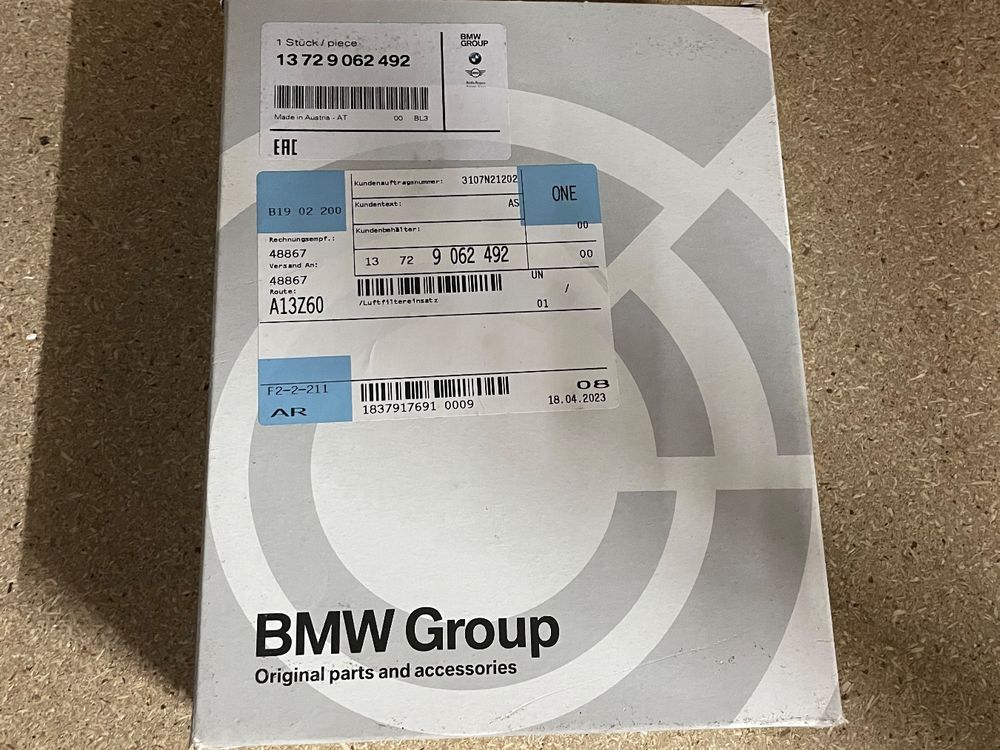 1 Stück / piece
13 72 9 062 492
BMW
GROUP
Made in Austria - AT 00 BL3
EAC
B19 02 200
Kundenauftragsnummer: 3107N21202
ONE
Kundentext: AS
Kundenbehälter: 00
Rechnungsempf.:
48867
13 72 9 062 492 00
Versand An:
48867
UN
/
Route:
A13Z60
/Luftfiltereinsatz
01
F2-2-211
AR
1837917691 0009
08
18.04.2023
BMW Group
Original parts and accessories